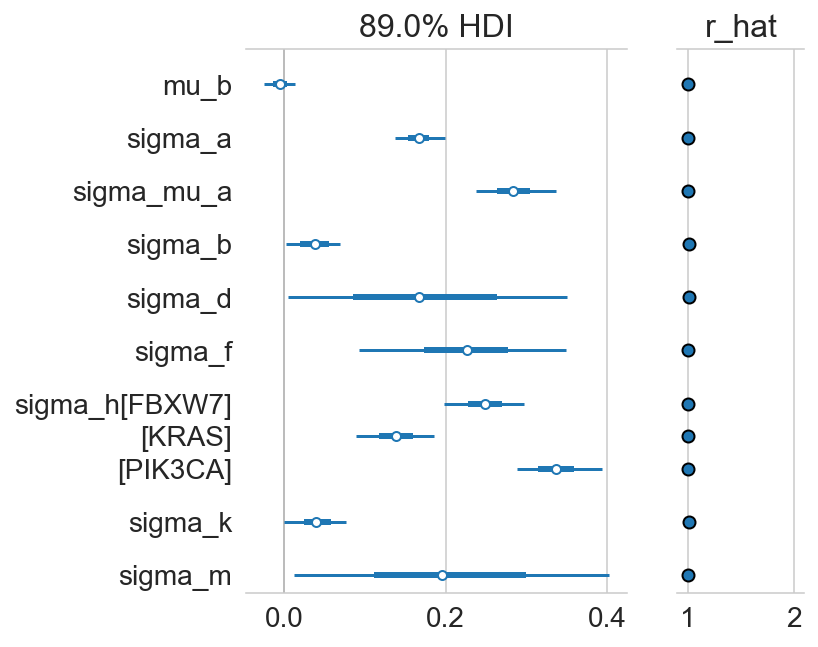 89.0% HDI r_hat
mu_b
sigma_a
sigma_mu_a
sigma_b
sigma_d
sigma_f
sigma_h[FBXW7]
[KRAS]
[PIK3CA]
sigma_k
sigma_m
0.0 0.2 0.4 1 2